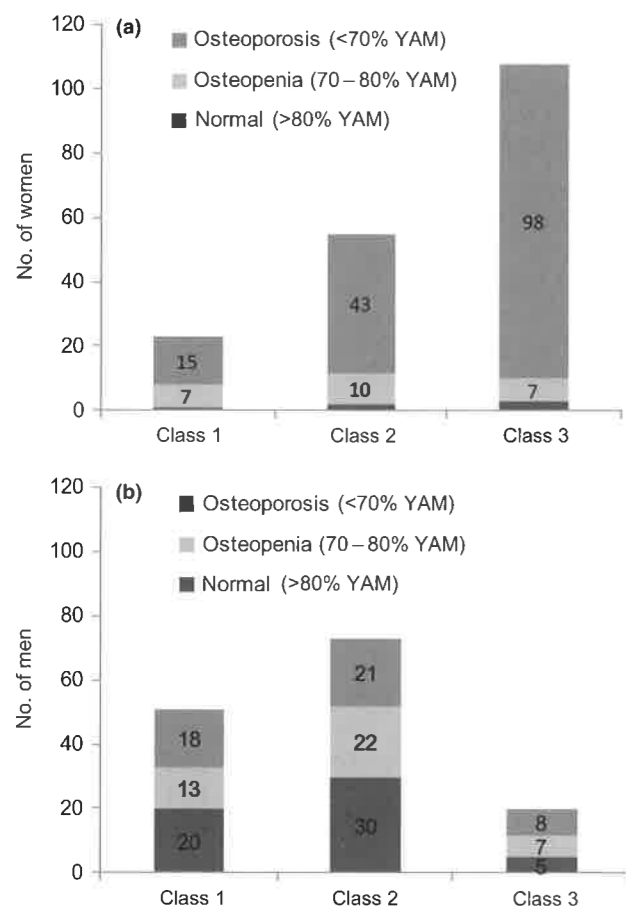 (a)
Osteoporosis (<70% YAM)
Osteopenia (70–80% YAM)
Normal (>80% YAM)
No. of women
120
100
80
60
40
20
0
15
7
43
10
98
7
Class 1
Class 2
Class 3
(b)
Osteoporosis (<70% YAM)
Osteopenia (70–80% YAM)
Normal (>80% YAM)
No. of men
120
100
80
60
40
20
0
18
13
20
21
22
30
8
7
5
Class 1
Class 2
Class 3